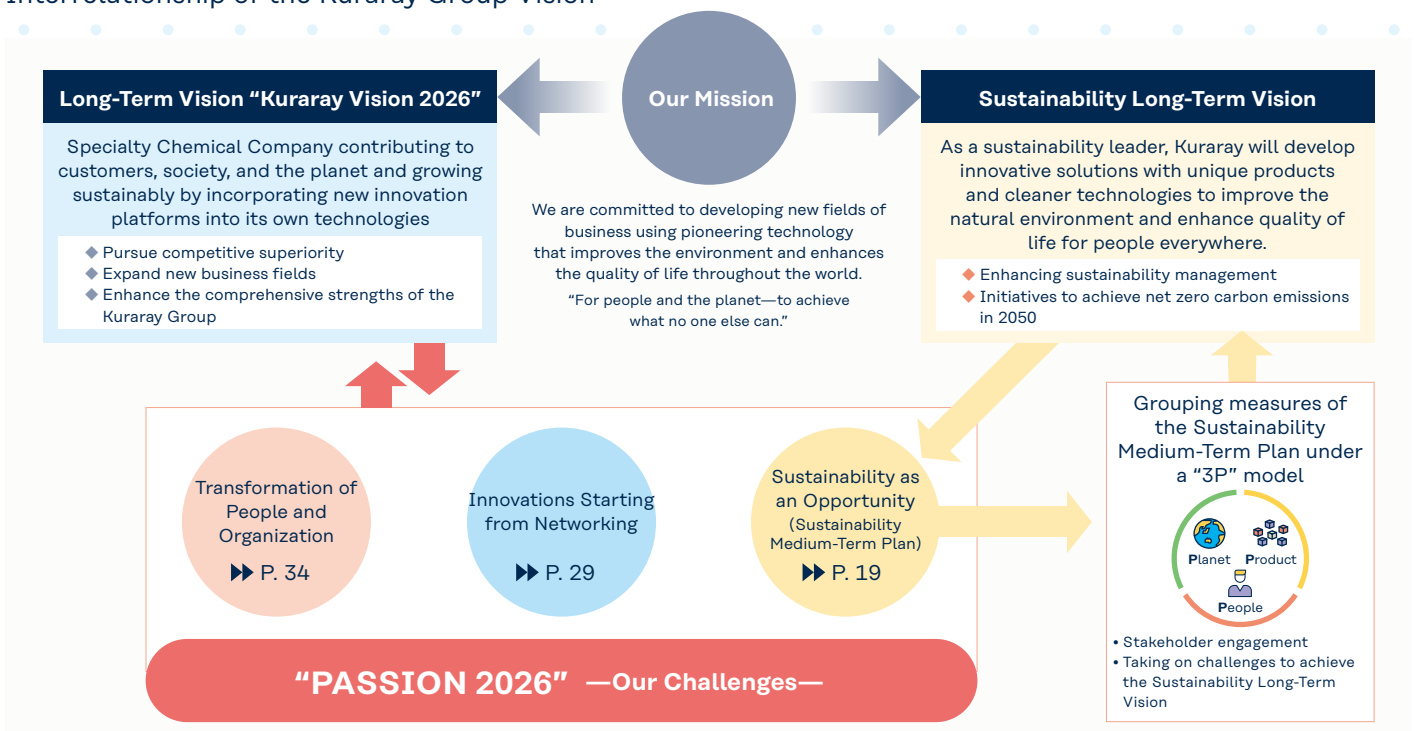 Interrelationship of the Kuraray Group Vision
Our Mission
We are committed to developing new fields of
business using pioneering technology
that improves the environment and enhances
the quality of life throughout the world.
“For people and the planet—to achieve
what no one else can.”
Long-Term Vision “Kuraray Vision 2026”
Specialty Chemical Company contributing to
customers, society, and the planet and growing
sustainably by incorporating new innovation
platforms into its own technologies
◆ Pursue competitive superiority
◆ Expand new business fields
◆ Enhance the comprehensive strengths of the
Kuraray Group
Sustainability Long-Term Vision
As a sustainability leader, Kuraray will develop
innovative solutions with unique products
and cleaner technologies to improve the
natural environment and enhance quality of
life for people everywhere.
◆ Enhancing sustainability management
◆ Initiatives to achieve net zero carbon emissions
in 2050
Transformation of
People and
Organization
P. 34
Innovations Starting
from Networking
P. 29
Sustainability as
an Opportunity
(Sustainability
Medium-Term Plan)
P. 19
“PASSION 2026” —Our Challenges—
Grouping measures of
the Sustainability
Medium-Term Plan under
a “3P” model
Planet
Product
People
• Stakeholder engagement
• Taking on challenges to achieve
the Sustainability Long-Term
Vision